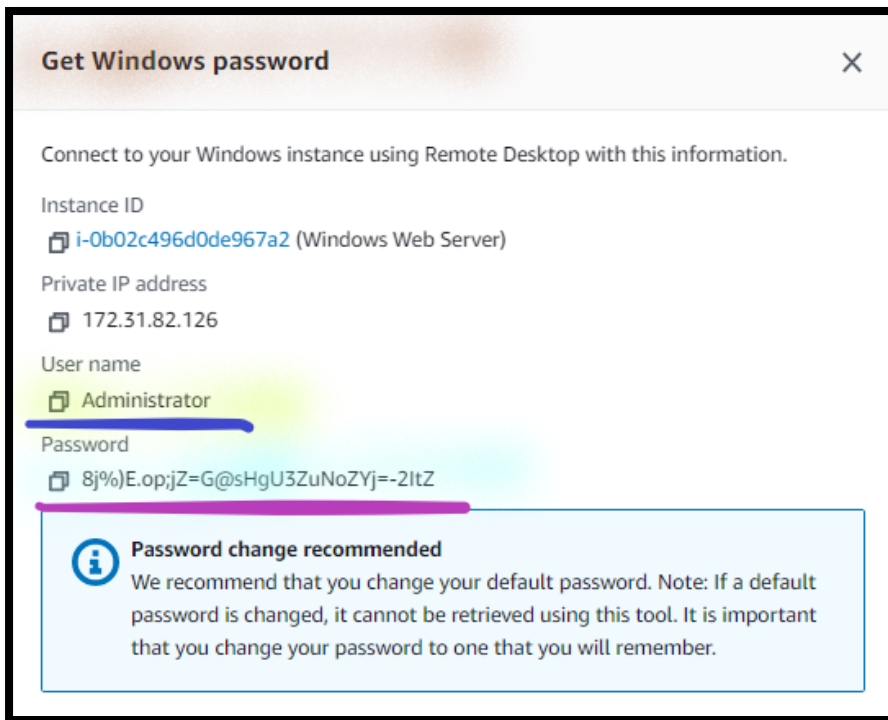 Get Windows password
Connect to your Windows instance using Remote Desktop with this information.
Instance ID
i-0b02c496d0de967a2 (Windows Web Server)
Private IP address
172.31.82.126
User name
Administrator
Password
8j%)E.op;jZ=G@sHgU3ZuNoZYj=-2ItZ
Password change recommended
We recommend that you change your default password. Note: If a default
password is changed, it cannot be retrieved using this tool. It is important
that you change your password to one that you will remember.